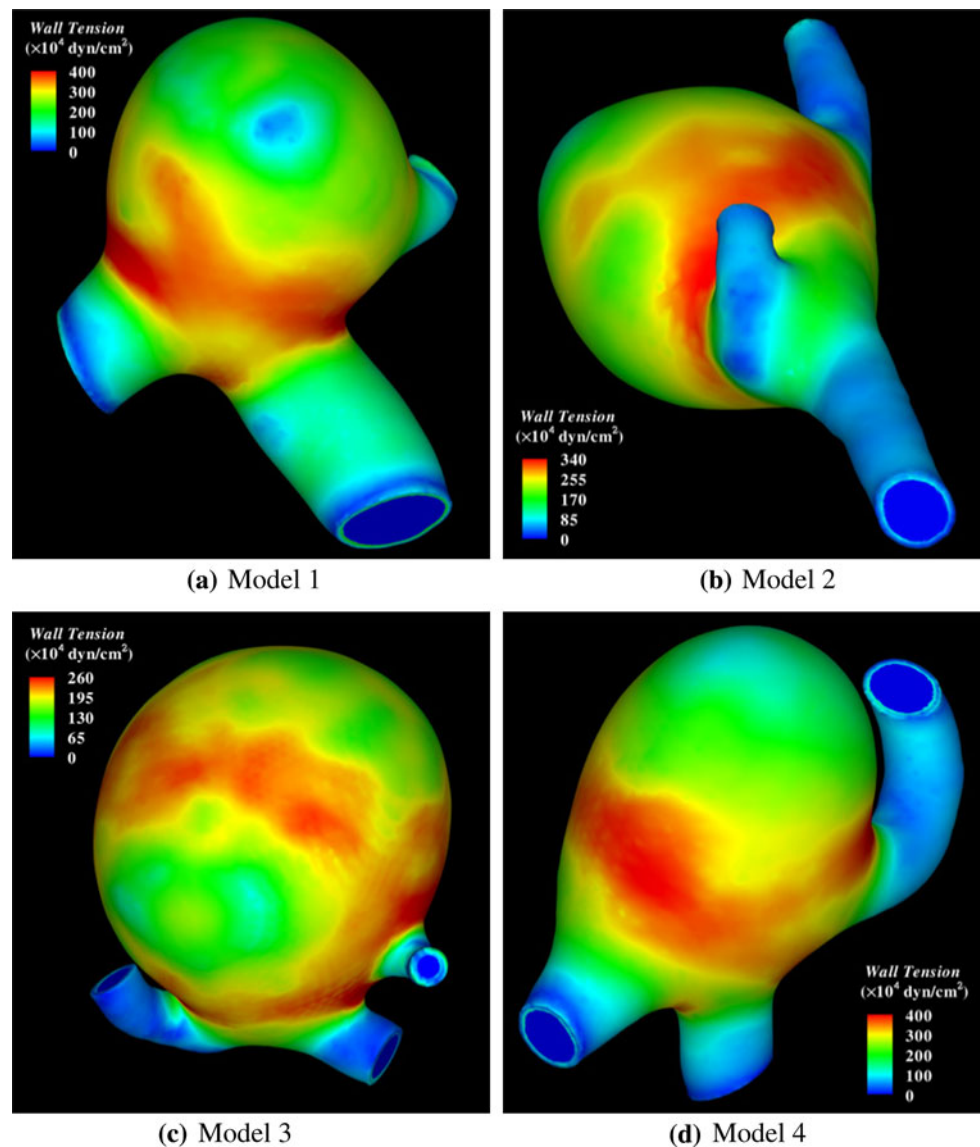 Wall Tension
(×10⁴ dyn/cm²)
400
300
200
100
0
(a) Model 1
Wall Tension
(×10⁴ dyn/cm²)
340
255
170
85
0
(b) Model 2
Wall Tension
(×10⁴ dyn/cm²)
260
195
130
65
0
(c) Model 3
Wall Tension
(×10⁴ dyn/cm²)
400
300
200
100
0
(d) Model 4